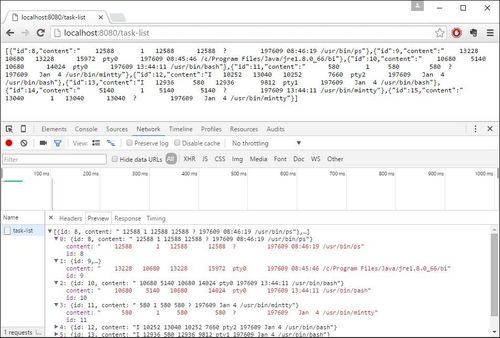 localhost:8080/task-list
localhost:8080/task-list
[{"id":8,"content":" 12588 1 12588 12588 ? 197609 08:46:19 /usr/bin/ps"},{"id":9,"content":" 13228
10680 13228 15972 pty0 197609 08:45:46 /c/Program Files/Java/jre1.8.0_66/bi"},{"id":10,"content":" 10680 5140
10680 14024 pty0 197609 13:44:11 /usr/bin/bash"},{"id":11,"content":" 580 1 580 580 ?
197609 Jan 4 /usr/bin/mintty"},{"id":12,"content":"I 10252 13040 10252 7660 pty2 197609 Jan 4
/usr/bin/bash"},{"id":13,"content":"I 12936 580 12936 9812 pty1 197609 Jan 4 /usr/bin/bash"},
{"id":14,"content":" 5140 1 5140 5140 ? 197609 13:44:11 /usr/bin/mintty"},{"id":15,"content":"
13040 1 13040 13040 ? 197609 Jan 4 /usr/bin/mintty"}]
Elements Console Sources Network Timeline Profiles Resources Audits
View: Preserve log Disable cache No throttling
Filter Hide data URLs All XHR JS CSS Img Media Font Doc WS Other
100 ms 200 ms 300 ms 400 ms 500 ms 600 ms 700 ms 800 ms 900 ms 1000 ms
Name × Headers Preview Response Timing
task-list
[{id: 8, content: " 12588 1 12588 12588 ? 197609 08:46:19 /usr/bin/ps"},…]
0: {id: 8, content: " 12588 1 12588 12588 ? 197609 08:46:19 /usr/bin/ps"}
content: " 12588 1 12588 12588 ? 197609 08:46:19 /usr/bin/ps"
id: 8
1: {id: 9,…}
content: " 13228 10680 13228 15972 pty0 197609 08:45:46 /c/Program Files/Java/jre1.8.0_66/bi"
id: 9
2: {id: 10, content: " 10680 5140 10680 14024 pty0 197609 13:44:11 /usr/bin/bash"}
content: " 10680 5140 10680 14024 pty0 197609 13:44:11 /usr/bin/bash"
id: 10
3: {id: 11, content: " 580 1 580 580 ? 197609 Jan 4 /usr/bin/mintty"}
content: " 580 1 580 580 ? 197609 Jan 4 /usr/bin/mintty"
id: 11
4: {id: 12, content: "I 10252 13040 10252 7660 pty2 197609 Jan 4 /usr/bin/bash"}
5: {id: 13, content: "I 12936 580 12936 9812 pty1 197609 Jan 4 /usr/bin/bash"}
1 requests